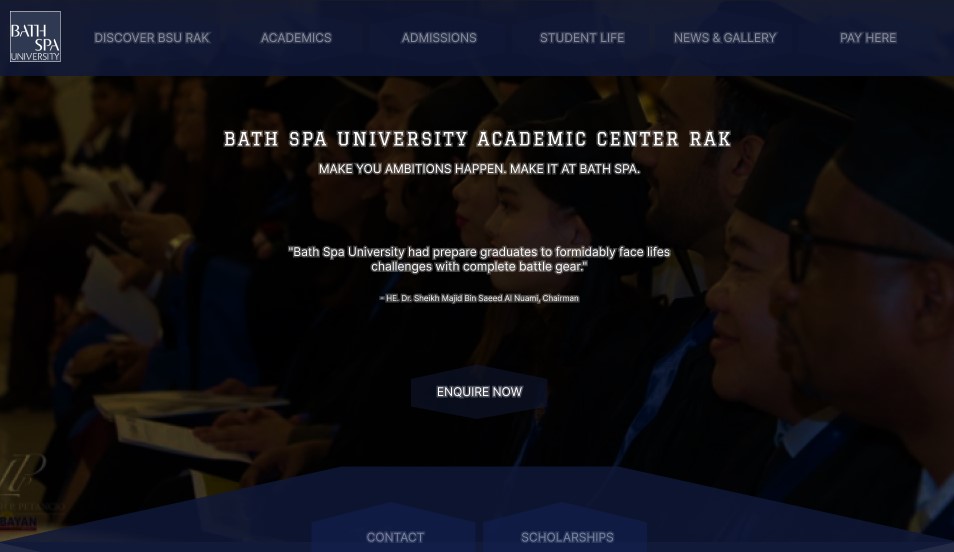 BATH
SPA
UNIVERSITY
DISCOVER BSU RAK
ACADEMICS
ADMISSIONS
STUDENT LIFE
NEWS & GALLERY
PAY HERE
BATH SPA UNIVERSITY ACADEMIC CENTER RAK
MAKE YOU AMBITIONS HAPPEN. MAKE IT AT BATH SPA.
"Bath Spa University had prepare graduates to formidably face lifes
challenges with complete battle gear."
– HE. Dr. Sheikh Majid Bin Saeed Al Nuami, Chairman
ENQUIRE NOW
BAYAN
CONTACT
SCHOLARSHIPS